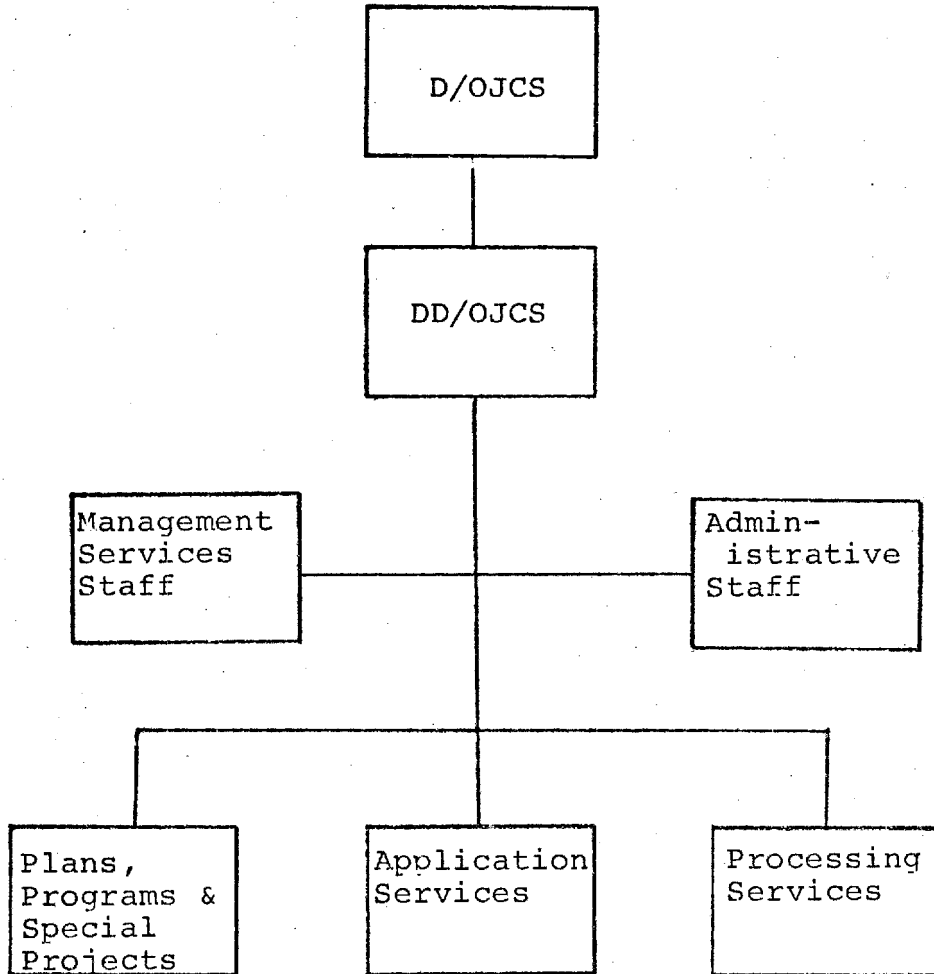 D/OJCS
DD/OJCS
Management
Services
Staff
Admin-
istrative
Staff
Plans,
Programs &
Special
Projects
Application
Services
Processing
Services